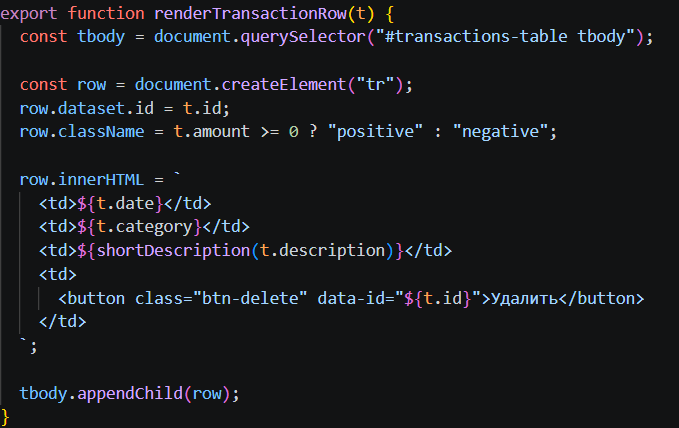 export function renderTransactionRow(t) {
  const tbody = document.querySelector("#transactions-table tbody");

  const row = document.createElement("tr");
  row.dataset.id = t.id;
  row.className = t.amount >= 0 ? "positive" : "negative";

  row.innerHTML = `
    <td>${t.date}</td>
    <td>${t.category}</td>
    <td>${shortDescription(t.description)}</td>
    <td>
      <button class="btn-delete" data-id="${t.id}">Удалить</button>
    </td>
  `;

  tbody.appendChild(row);
}